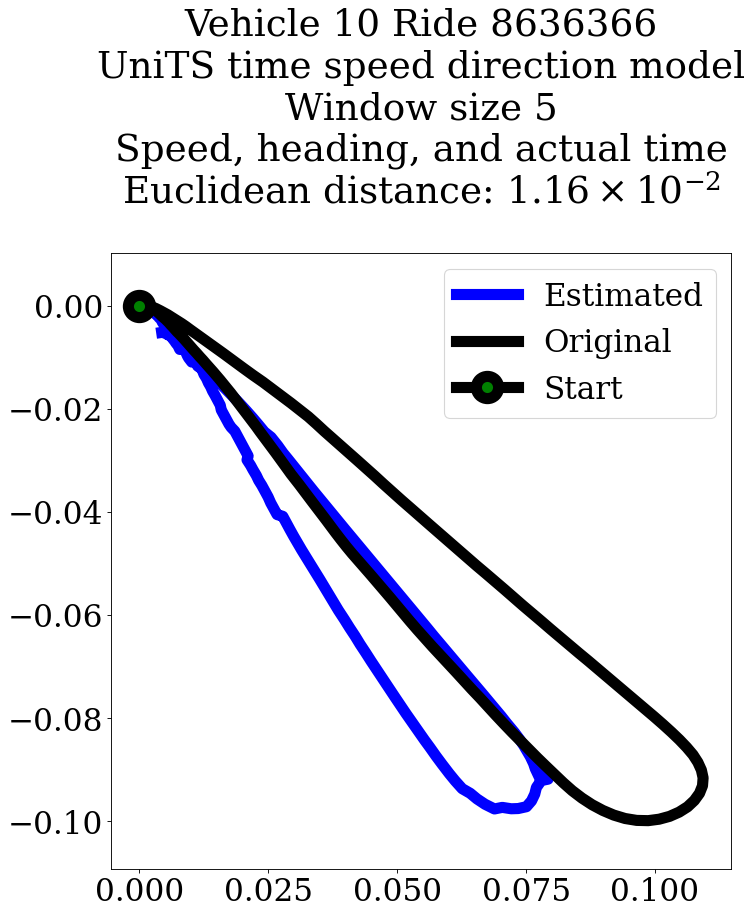 Vehicle 10 Ride 8636366
UniTS time speed direction model
Window size 5
Speed, heading, and actual time
Euclidean distance: 1.16 × 10⁻²
Estimated
Original
Start
0.00
−0.02
−0.04
−0.06
−0.08
−0.10
0.000 0.025 0.050 0.075 0.100